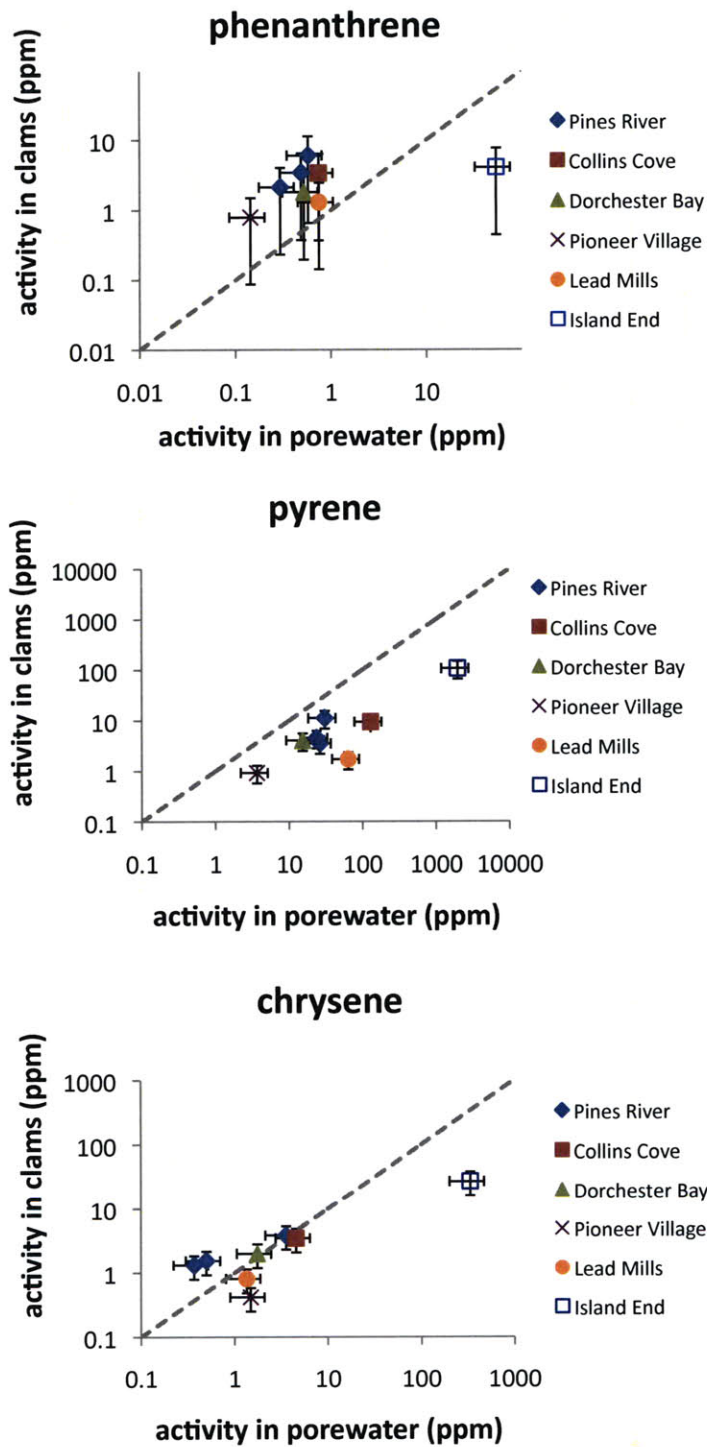 phenanthrene
activity in clams (ppm)
10
1
0.1
0.01
0.01 0.1 1 10
activity in porewater (ppm)
Pines River
Collins Cove
Dorchester Bay
Pioneer Village
Lead Mills
Island End
pyrene
activity in clams (ppm)
10000
1000
100
10
1
0.1
0.1 1 10 100 1000 10000
activity in porewater (ppm)
Pines River
Collins Cove
Dorchester Bay
Pioneer Village
Lead Mills
Island End
chrysene
activity in clams (ppm)
1000
100
10
1
0.1
0.1 1 10 100 1000
activity in porewater (ppm)
Pines River
Collins Cove
Dorchester Bay
Pioneer Village
Lead Mills
Island End